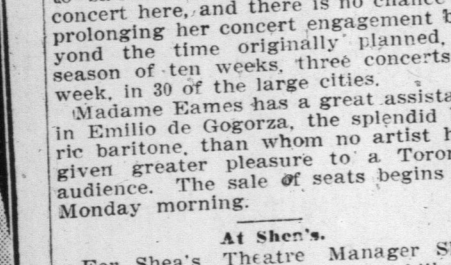 concert here, and there is no chance
prolonging her concert engagement b
yond the time originally planned,
season of ten weeks, three concerts
week, in 30 of the large cities.
Madame Eames has a great assista
in Emilio de Gogorza, the splendid
ric baritone, than whom no artist h
given greater pleasure to a Toron
audience. The sale of seats begins
Monday morning.
At Shea's.
For Shea's Theatre Manager S